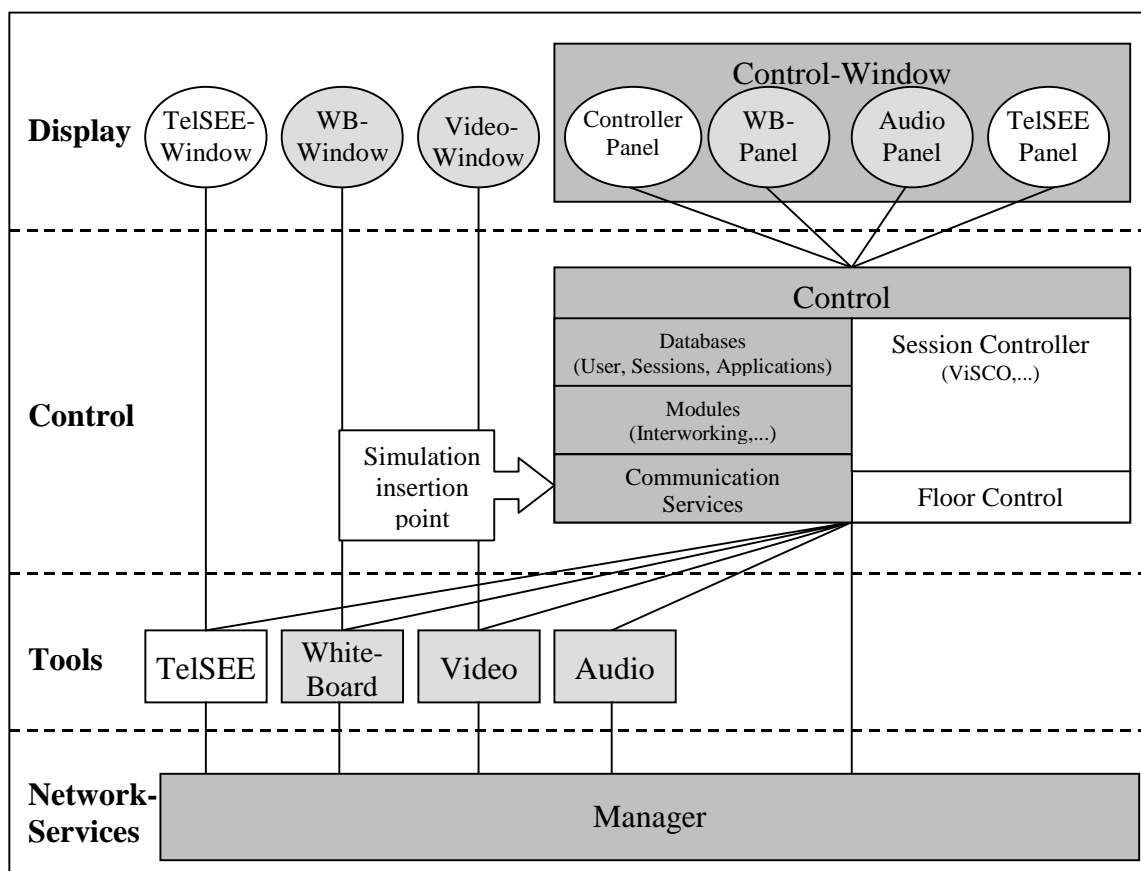 Control-Window
Display
TelSEE-
Window
WB-
Window
Video-
Window
Controller
Panel
WB-
Panel
Audio
Panel
TelSEE
Panel
Control
Control
Databases
(User, Sessions, Applications)
Modules
(Interworking,...)
Communication
Services
Session Controller
(ViSCO,...)
Floor Control
Simulation
insertion
point
Tools
TelSEE
White-
Board
Video
Audio
Network-
Services
Manager